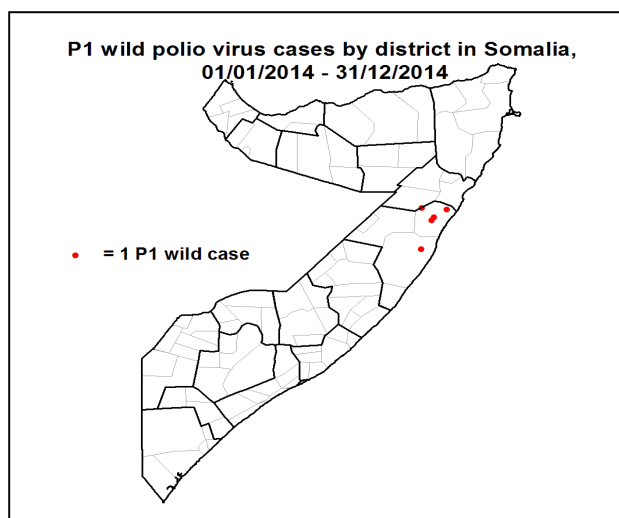 P1 wild polio virus cases by district in Somalia,
01/01/2014 - 31/12/2014
= 1 P1 wild case